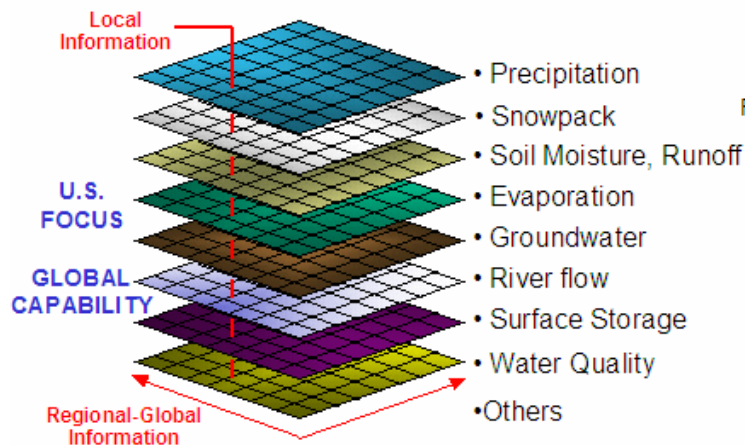 Local
Information
• Precipitation
• Snowpack
• Soil Moisture, Runoff
U.S.
FOCUS
• Evaporation
• Groundwater
GLOBAL
CAPABILITY
• River flow
• Surface Storage
• Water Quality
•Others
Regional-Global
Information